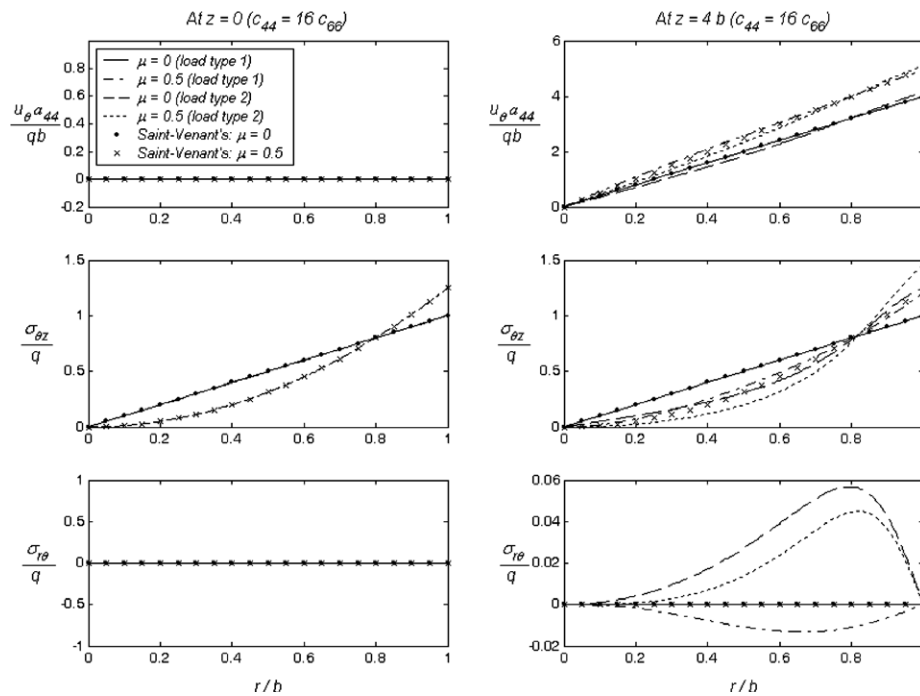 At z = 0 (c44 = 16 c66)
uθ a44
qb
0.8
0.6
0.4
0.2
0
-0.2
0 0.2 0.4 0.6 0.8 1
μ = 0 (load type 1)
μ = 0.5 (load type 1)
μ = 0 (load type 2)
μ = 0.5 (load type 2)
Saint-Venant's: μ = 0
Saint-Venant's: μ = 0.5
At z = 4 b (c44 = 16 c66)
uθ a44
qb
6
4
2
0
0 0.2 0.4 0.6 0.8
σθz
q
1.5
1
0.5
0
0 0.2 0.4 0.6 0.8 1
σθz
q
1.5
1
0.5
0
0 0.2 0.4 0.6 0.8
σrθ
q
1
0.5
0
-0.5
-1
0 0.2 0.4 0.6 0.8 1
r / b
σrθ
q
0.06
0.04
0.02
0
-0.02
0 0.2 0.4 0.6 0.8
r / b